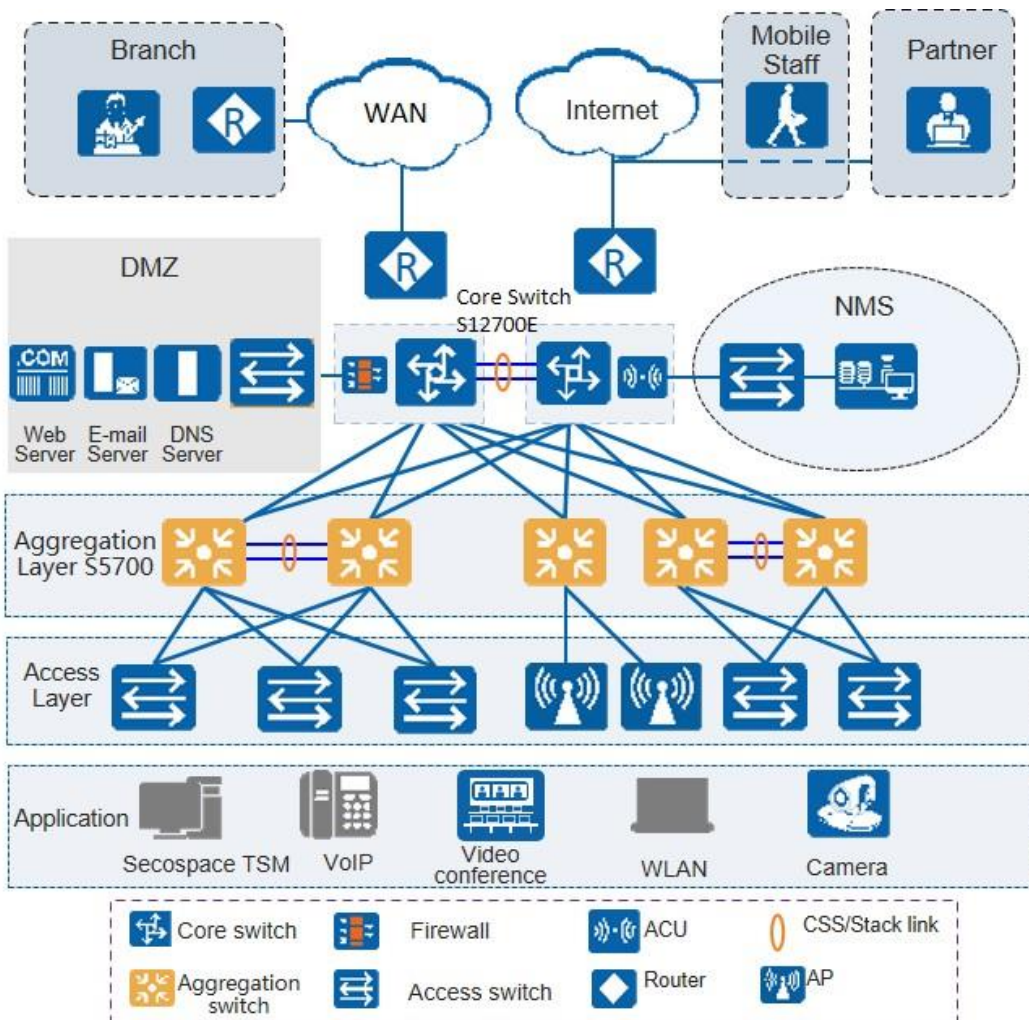 Branch
WAN
Internet
Mobile
Staff
Partner
R
R
R
DMZ
Core Switch
S12700E
NMS
.COM
Web
Server
E-mail
Server
DNS
Server
Aggregation
Layer S5700
Access
Layer
Application
Secospace TSM
VoIP
Video
conference
WLAN
Camera
Core switch
Firewall
ACU
CSS/Stack link
Aggregation
switch
Access switch
Router
AP